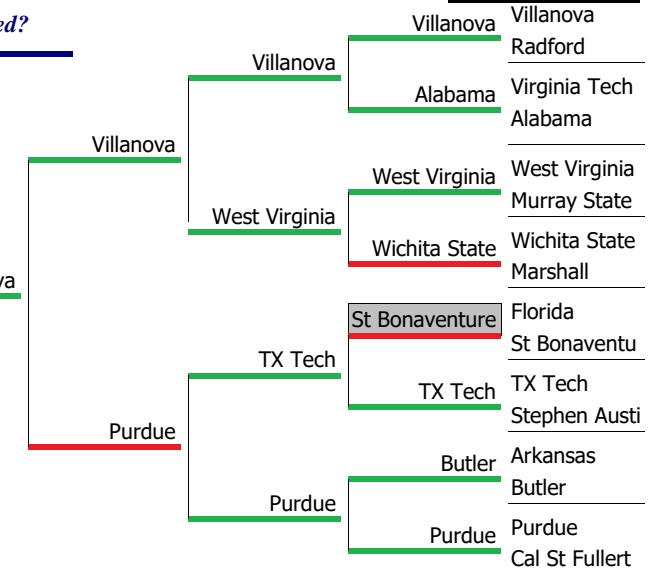 ed?
Villanova
Villanova
Radford
Villanova
Alabama
Virginia Tech
Alabama
Villanova
West Virginia
West Virginia
Murray State
West Virginia
Wichita State
Wichita State
Marshall
va
St Bonaventure
Florida
St Bonaventu
TX Tech
TX Tech
TX Tech
Stephen Austi
Purdue
Butler
Arkansas
Butler
Purdue
Purdue
Purdue
Cal St Fullert